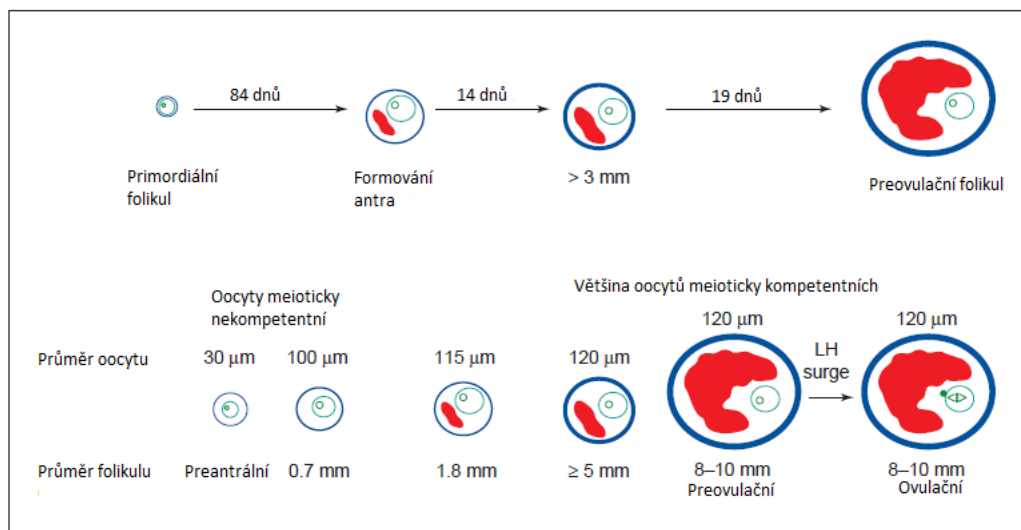 84 dnů
14 dnů
19 dnů
Primordiální
folikul
Formování
antra
> 3 mm
Preovulační folikul
Oocyty meioticky
nekompetentní
Většina oocytů meioticky kompetentních
Průměr oocytu
30 μm
100 μm
115 μm
120 μm
120 μm
LH
surge
120 μm
Průměr folikulu
Preantrální
0.7 mm
1.8 mm
≥ 5 mm
8–10 mm
Preovulační
8–10 mm
Ovulační